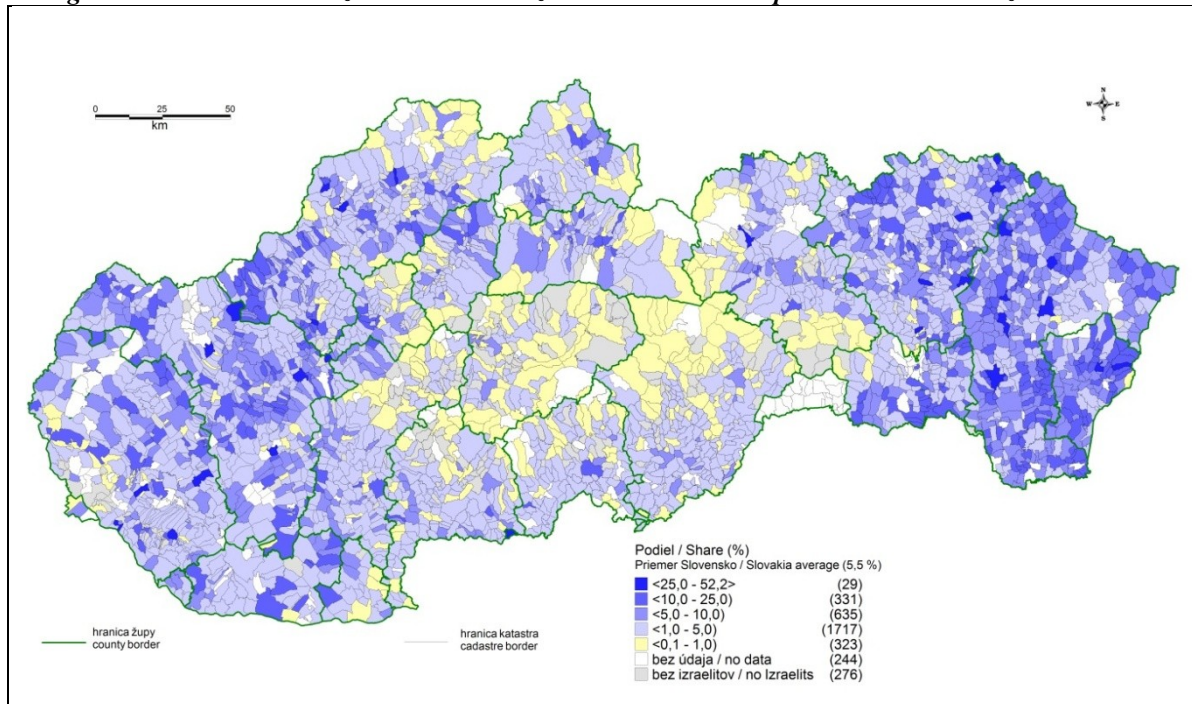 0 25 50
km
N
W E
S
Podiel / Share (%)
Priemer Slovensko / Slovakia average (5,5 %)
<25,0 - 52,2> (29)
<10,0 - 25,0) (331)
<5,0 - 10,0) (635)
<1,0 - 5,0) (1717)
<0,1 - 1,0) (323)
bez údaja / no data (244)
bez izraelitov / no Izraelits (276)
hranica župy
county border
hranica katastra
cadastre border